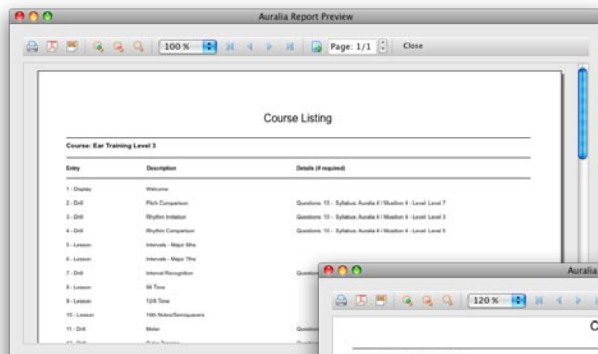 Auralia Report Preview
100 % Page: 1/1 Close
Course Listing
Course: Ear Training Level 3
Entry Description Details (if required)
1 - Display Welcome
2 - Drill Pitch Comparison Questions: 10 - Syllabus: Auralia 4 / Musition 4 - Level: Level 7
3 - Drill Rhythm Imitation Questions: 10 - Syllabus: Auralia 4 / Musition 4 - Level: Level 3
4 - Drill Rhythm Comparison Questions: 10 - Syllabus: Auralia 4 / Musition 4 - Level: Level 5
5 - Lesson Intervals - Major 6ths
6 - Lesson Intervals - Major 7ths
7 - Drill Interval Recognition
8 - Lesson Time
9 - Lesson 12/8 Time
10 - Lesson 16th Notes/Semiquavers
11 - Drill Meter
Auralia
120 %
C